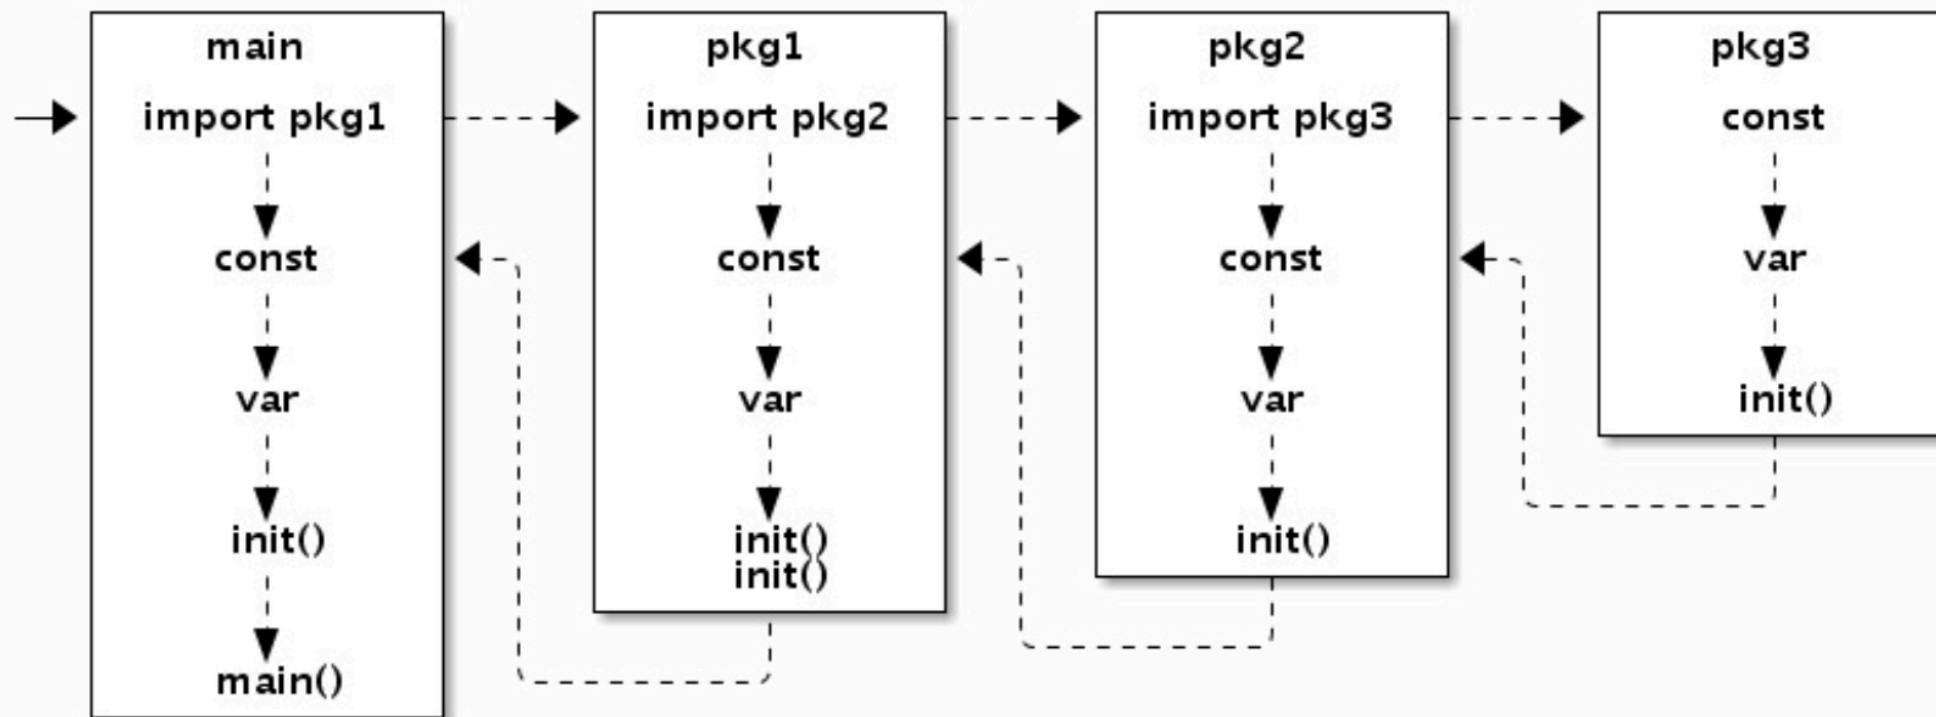 main
import pkg1
const
var
init()
main()
pkg1
import pkg2
const
var
init()
init()
pkg2
import pkg3
const
var
init()
pkg3
const
var
init()